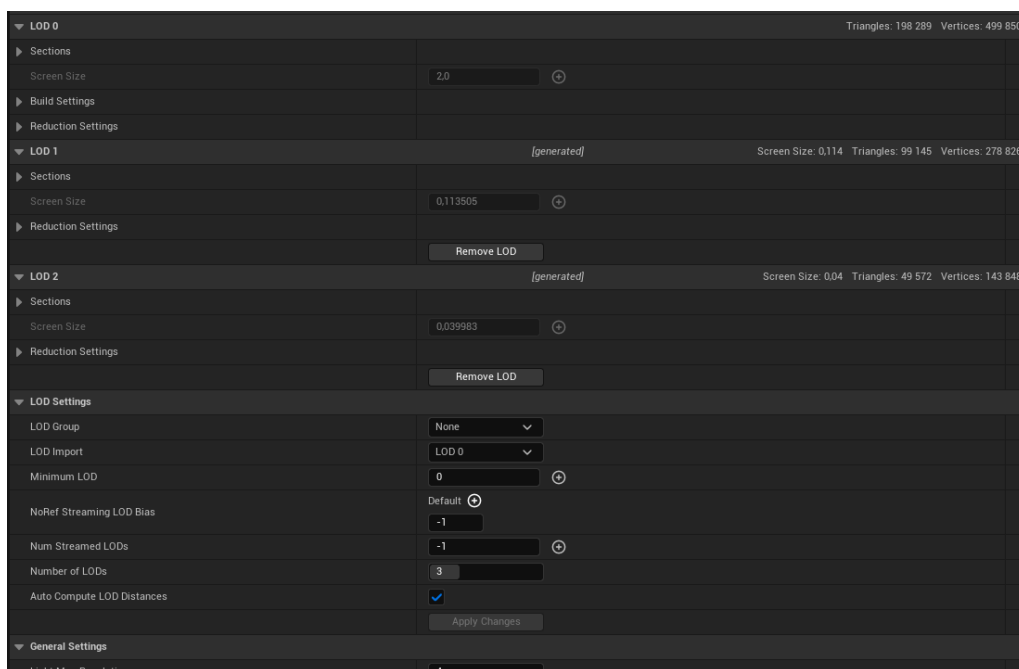 LOD 0 Triangles: 198 289 Vertices: 499 850
Sections
Screen Size 2,0
Build Settings
Reduction Settings
LOD 1 [generated] Screen Size: 0,114 Triangles: 99 145 Vertices: 278 826
Sections
Screen Size 0,113505
Reduction Settings
Remove LOD
LOD 2 [generated] Screen Size: 0,04 Triangles: 49 572 Vertices: 143 848
Sections
Screen Size 0,039983
Reduction Settings
Remove LOD
LOD Settings
LOD Group None
LOD Import LOD 0
Minimum LOD 0
Default
NoRef Streaming LOD Bias
-1
Num Streamed LODs -1
Number of LODs 3
Auto Compute LOD Distances
Apply Changes
General Settings